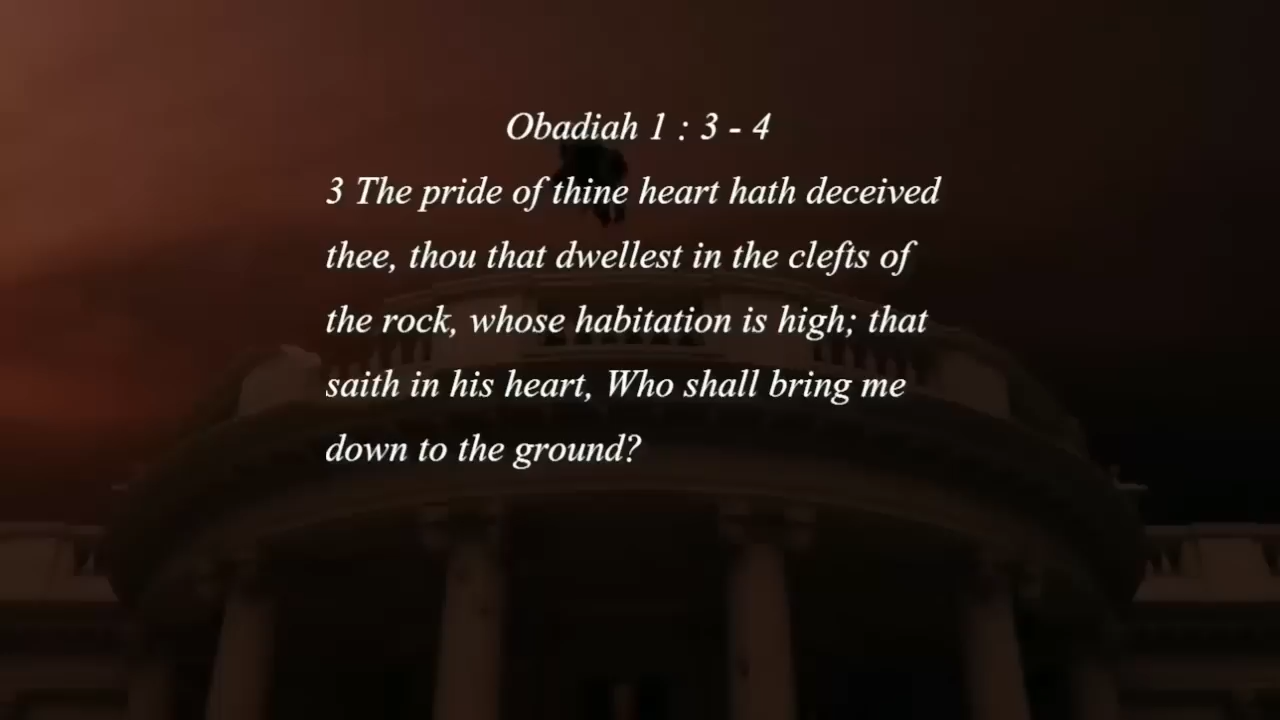 Obadiah 1 : 3 - 4
3 The pride of thine heart hath deceived
thee, thou that dwellest in the clefts of
the rock, whose habitation is high; that
saith in his heart, Who shall bring me
down to the ground?